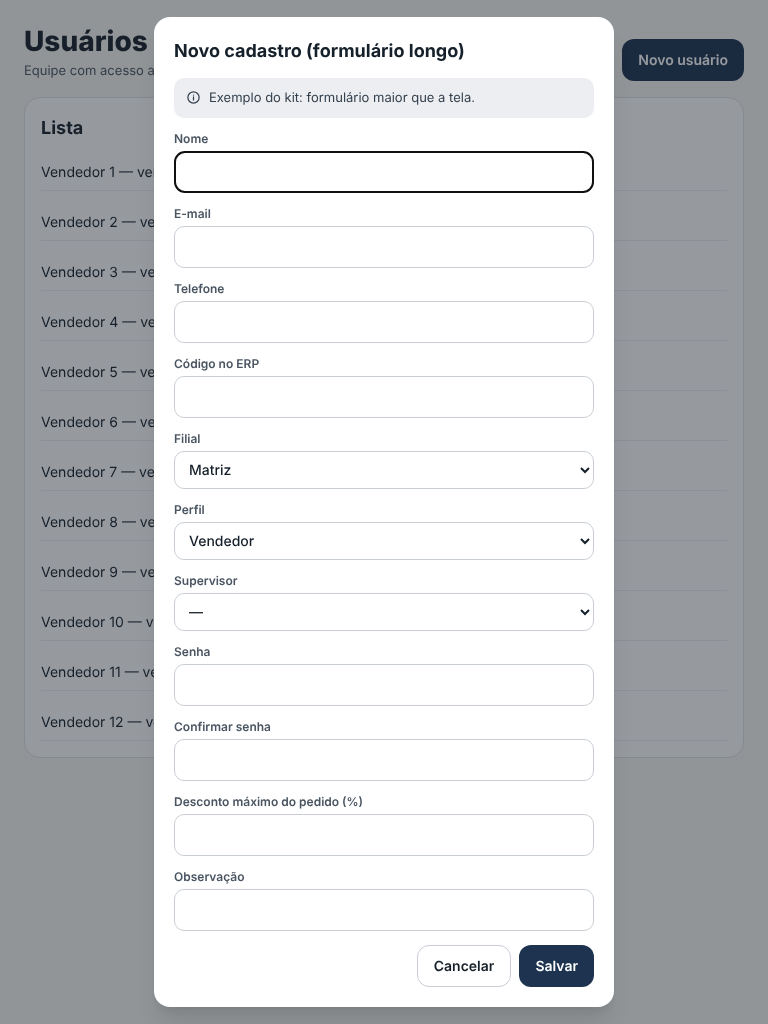 Usuários
Equipe com acesso a
Novo usuário
Lista
Vendedor 1 — ve
Vendedor 2 — ve
Vendedor 3 — ve
Vendedor 4 — ve
Vendedor 5 — ve
Vendedor 6 — ve
Vendedor 7 — ve
Vendedor 8 — ve
Vendedor 9 — ve
Vendedor 10 — v
Vendedor 11 — ve
Vendedor 12 — v
Novo cadastro (formulário longo)
Exemplo do kit: formulário maior que a tela.
Nome
E-mail
Telefone
Código no ERP
Filial
Matriz
Perfil
Vendedor
Supervisor
—
Senha
Confirmar senha
Desconto máximo do pedido (%)
Observação
Cancelar
Salvar